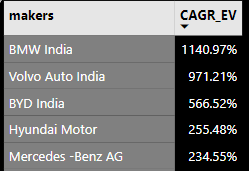 makers CAGR_EV
BMW India 1140.97%
Volvo Auto India 971.21%
BYD India 566.52%
Hyundai Motor 255.48%
Mercedes -Benz AG 234.55%